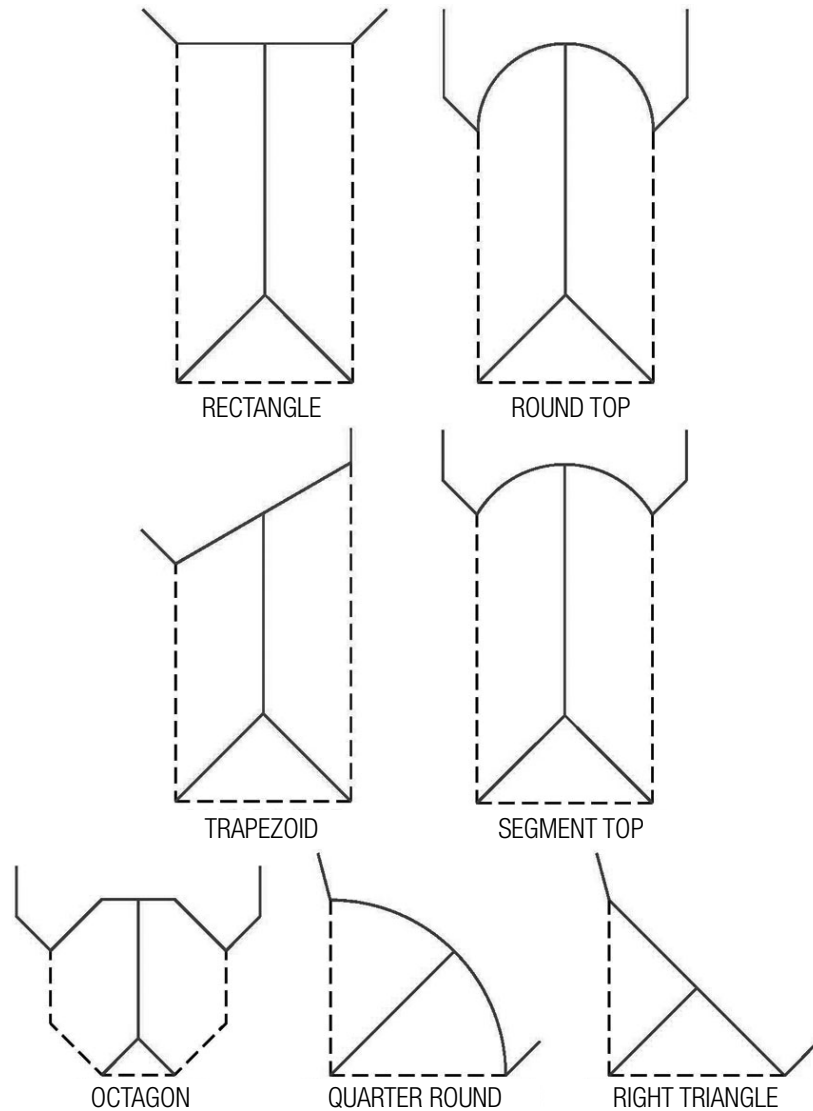 RECTANGLE
ROUND TOP
TRAPEZOID
SEGMENT TOP
OCTAGON
QUARTER ROUND
RIGHT TRIANGLE